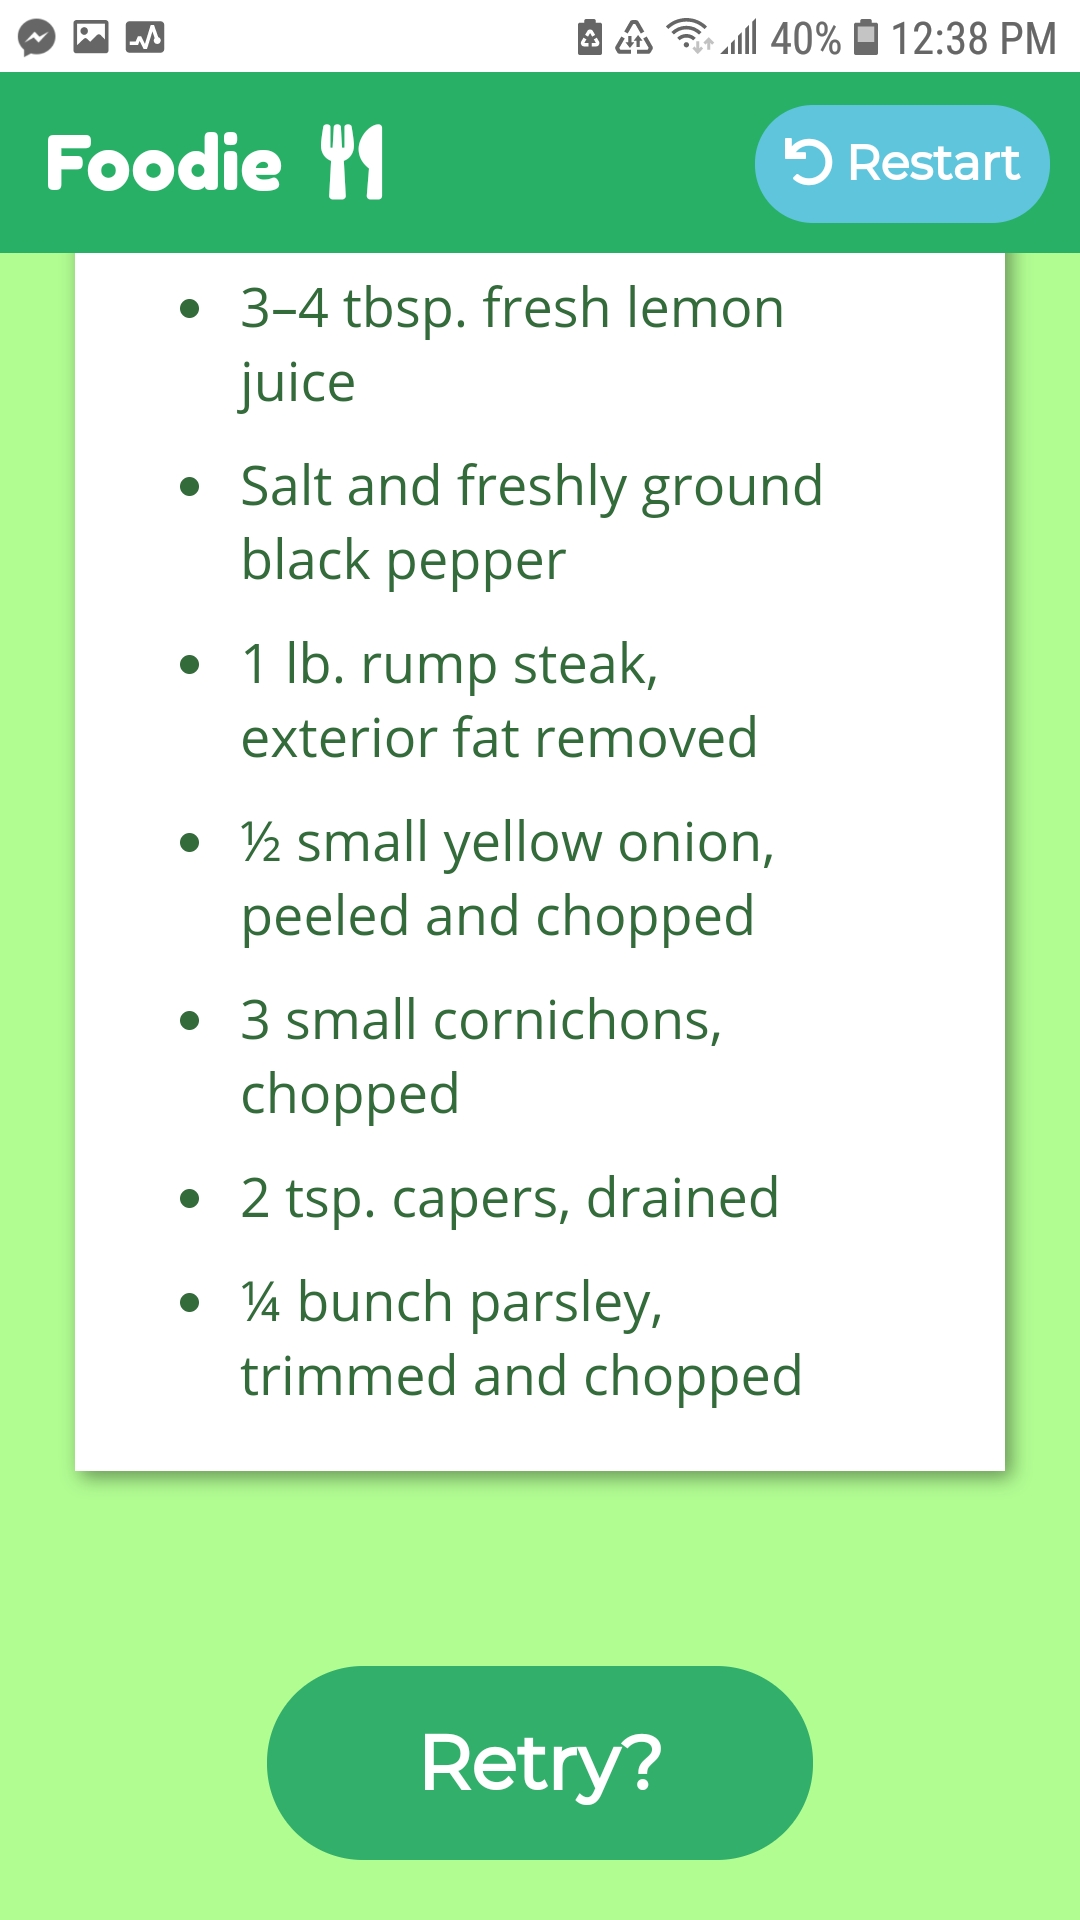 40% 12:38 PM
Foodie
Restart
• 3–4 tbsp. fresh lemon
juice
• Salt and freshly ground
black pepper
• 1 lb. rump steak,
exterior fat removed
• ½ small yellow onion,
peeled and chopped
• 3 small cornichons,
chopped
• 2 tsp. capers, drained
• ¼ bunch parsley,
trimmed and chopped
Retry?